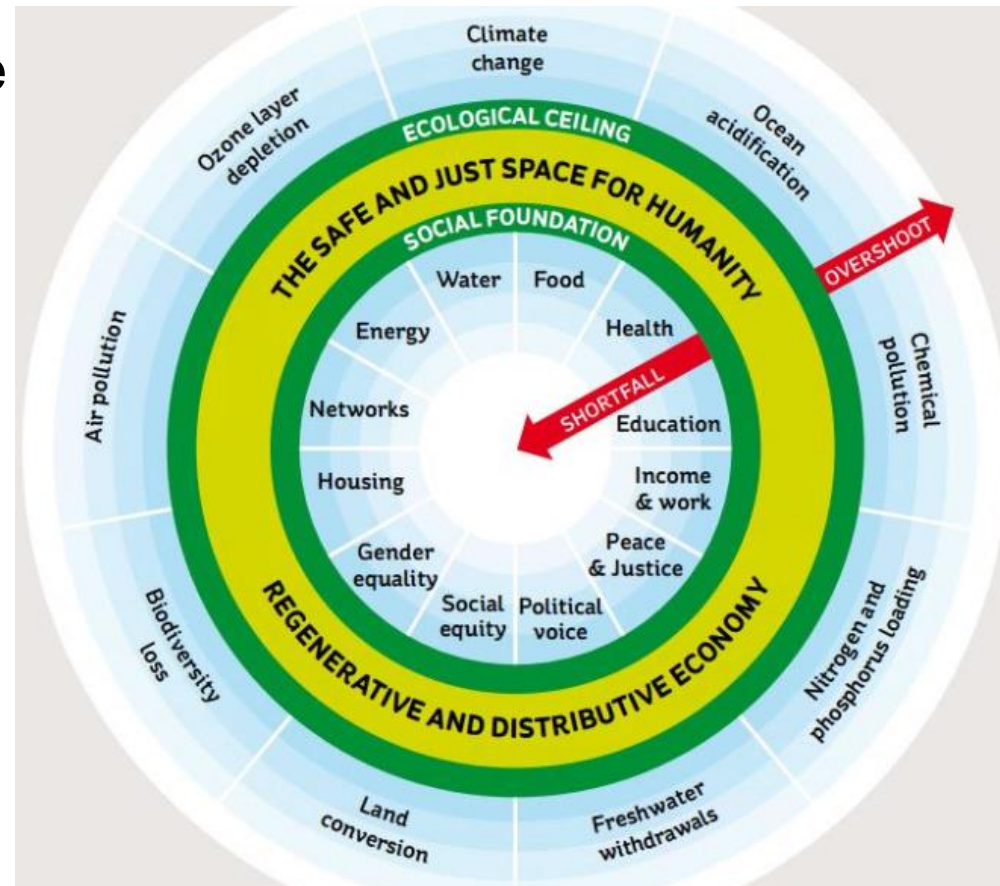 e
Climate
change
Ozone layer
depletion
Ocean
acidification
ECOLOGICAL CEILING
THE SAFE AND JUST SPACE FOR HUMANITY
SOCIAL FOUNDATION
OVERSHOOT
Water
Food
Energy
Health
SHORTFALL
Air pollution
Chemical
pollution
Networks
Education
Housing
Income
& work
Gender
equality
Peace
& Justice
Social
equity
Political
voice
REGENERATIVE AND DISTRIBUTIVE ECONOMY
Biodiversity
loss
Nitrogen and
phosphorus loading
Land
conversion
Freshwater
withdrawals